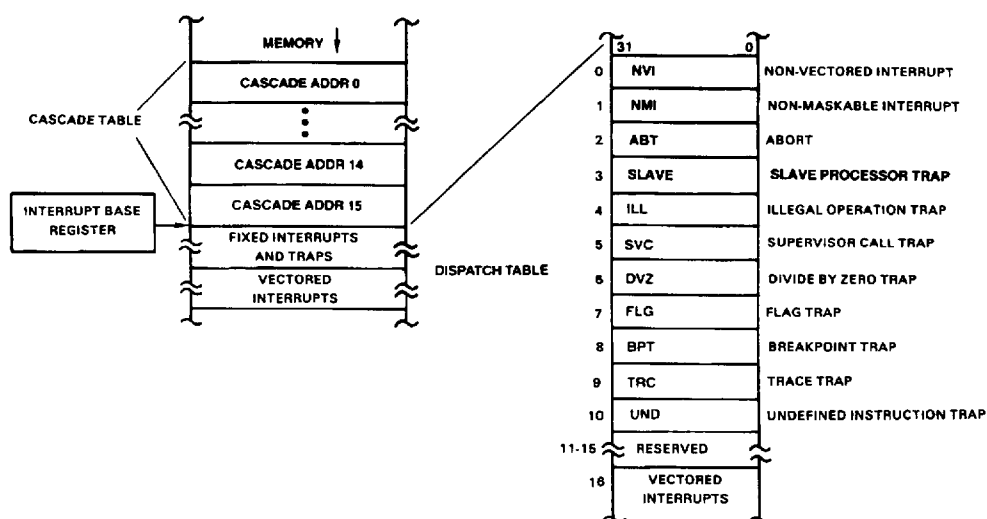 MEMORY
CASCADE ADDR 0
CASCADE TABLE
CASCADE ADDR 14
CASCADE ADDR 15
INTERRUPT BASE
REGISTER
FIXED INTERRUPTS
AND TRAPS
VECTORED
INTERRUPTS
DISPATCH TABLE
31 0
0 NVI NON-VECTORED INTERRUPT
1 NMI NON-MASKABLE INTERRUPT
2 ABT ABORT
3 SLAVE SLAVE PROCESSOR TRAP
4 ILL ILLEGAL OPERATION TRAP
5 SVC SUPERVISOR CALL TRAP
6 DVZ DIVIDE BY ZERO TRAP
7 FLG FLAG TRAP
8 BPT BREAKPOINT TRAP
9 TRC TRACE TRAP
10 UND UNDEFINED INSTRUCTION TRAP
11-15 RESERVED
16 VECTORED
INTERRUPTS